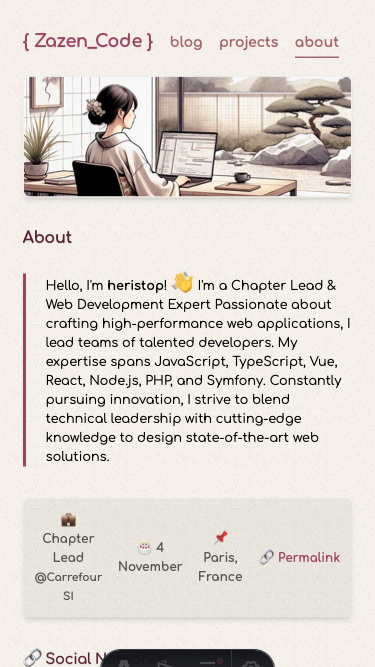 { Zazen_Code } blog projects about
About
Hello, I'm heristop! 👋 I'm a Chapter Lead &
Web Development Expert Passionate about
crafting high-performance web applications, I
lead teams of talented developers. My
expertise spans JavaScript, TypeScript, Vue,
React, Node.js, PHP, and Symfony. Constantly
pursuing innovation, I strive to blend
technical leadership with cutting-edge
knowledge to design state-of-the-art web
solutions.
💼
Chapter
Lead
@Carrefour
SI
🎂 4
November
📌
Paris,
France
🔗 Permalink
🔗 Social